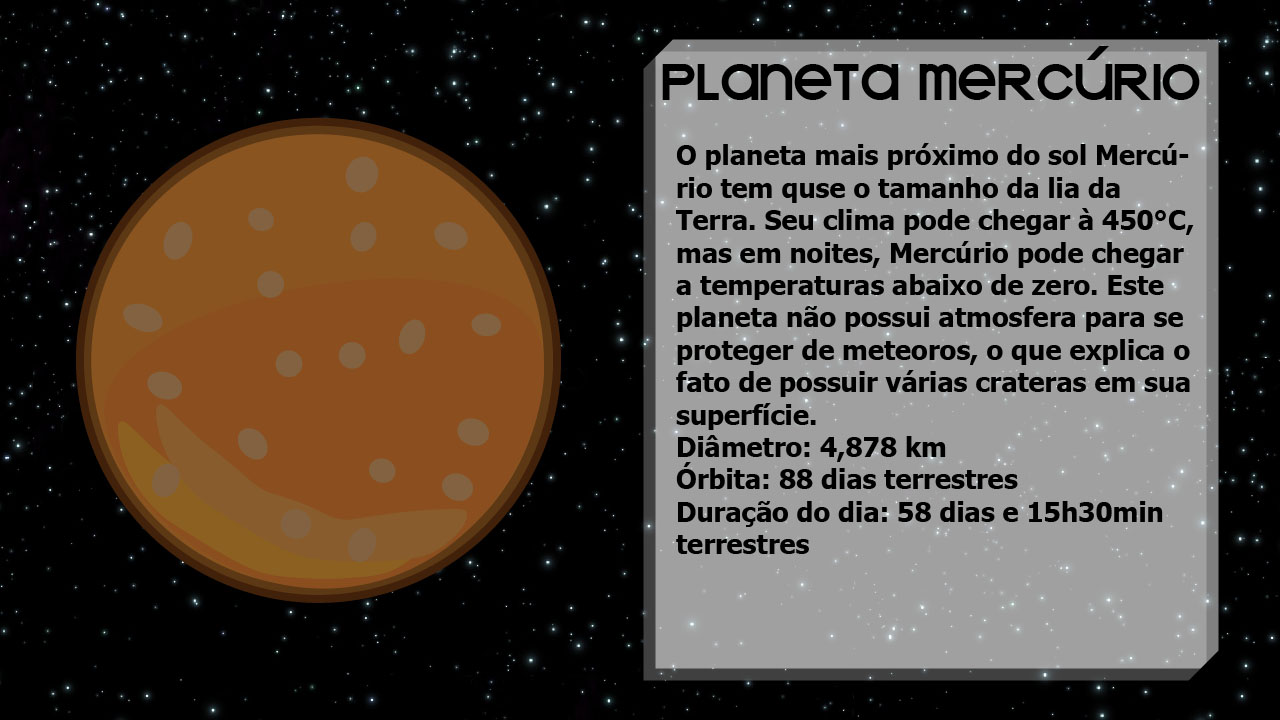 PLANETA MERCÚRIO
O planeta mais próximo do sol Mercú-
rio tem quse o tamanho da lia da
Terra. Seu clima pode chegar à 450°C,
mas em noites, Mercúrio pode chegar
a temperaturas abaixo de zero. Este
planeta não possui atmosfera para se
proteger de meteoros, o que explica o
fato de possuir várias crateras em sua
superfície.
Diâmetro: 4,878 km
Órbita: 88 dias terrestres
Duração do dia: 58 dias e 15h30min
terrestres